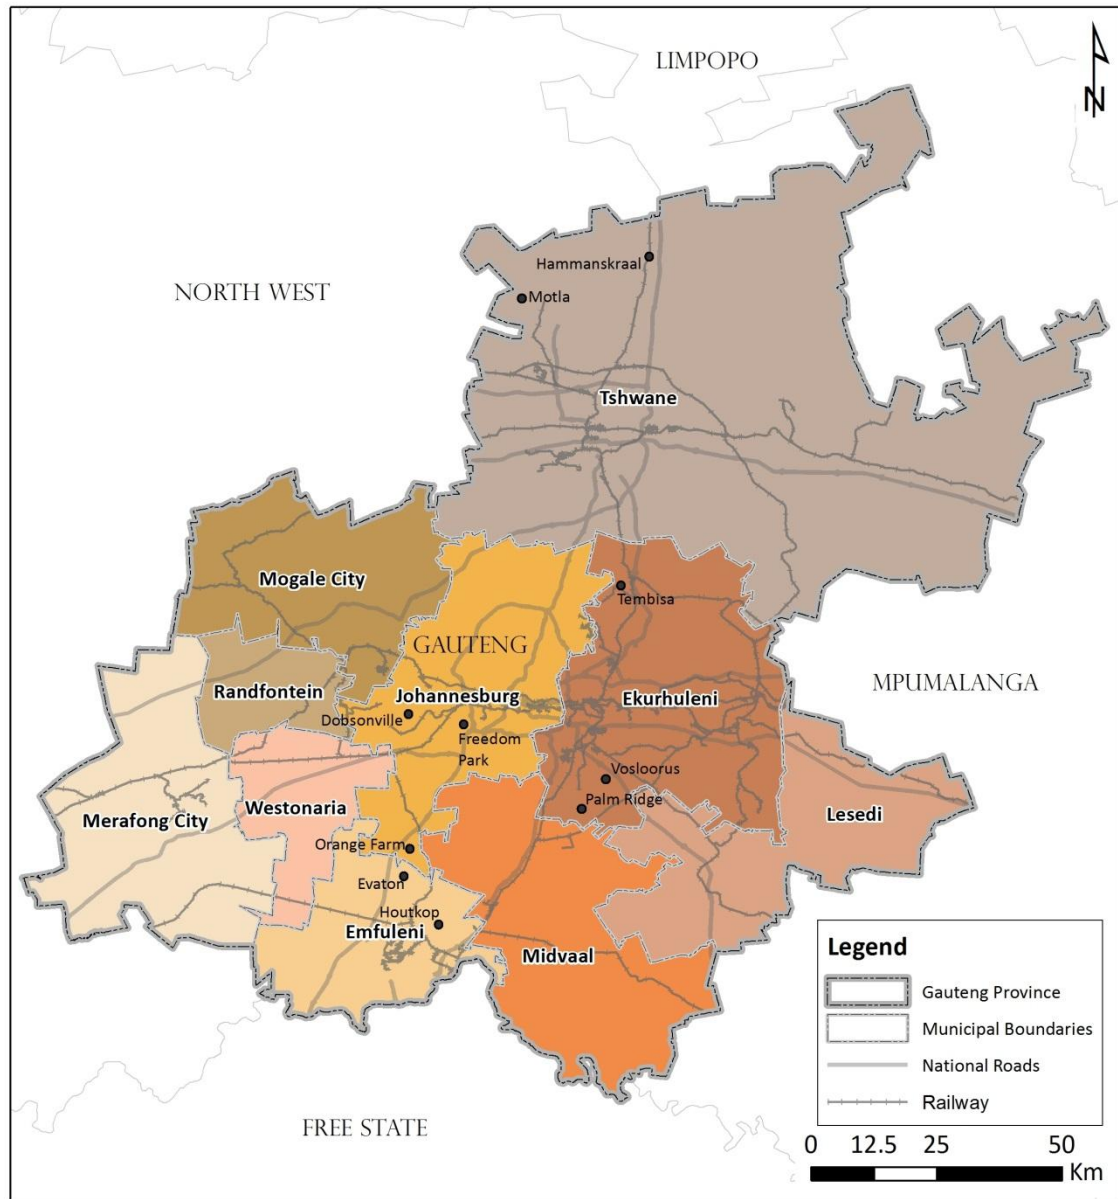 LIMPOPO
N
Hammanskraal
NORTH WEST
Motla
Tshwane
Mogale City
Tembisa
GAUTENG
Randfontein
Johannesburg
Ekurhuleni
MPUMALANGA
Dobsonville
Freedom
Park
Vosloorus
Westonaria
Palm Ridge
Merafong City
Lesedi
Orange Farm
Evaton
Houtkop
Emfuleni
Midvaal
Legend
Gauteng Province
Municipal Boundaries
National Roads
Railway
FREE STATE
0 12.5 25 50
Km